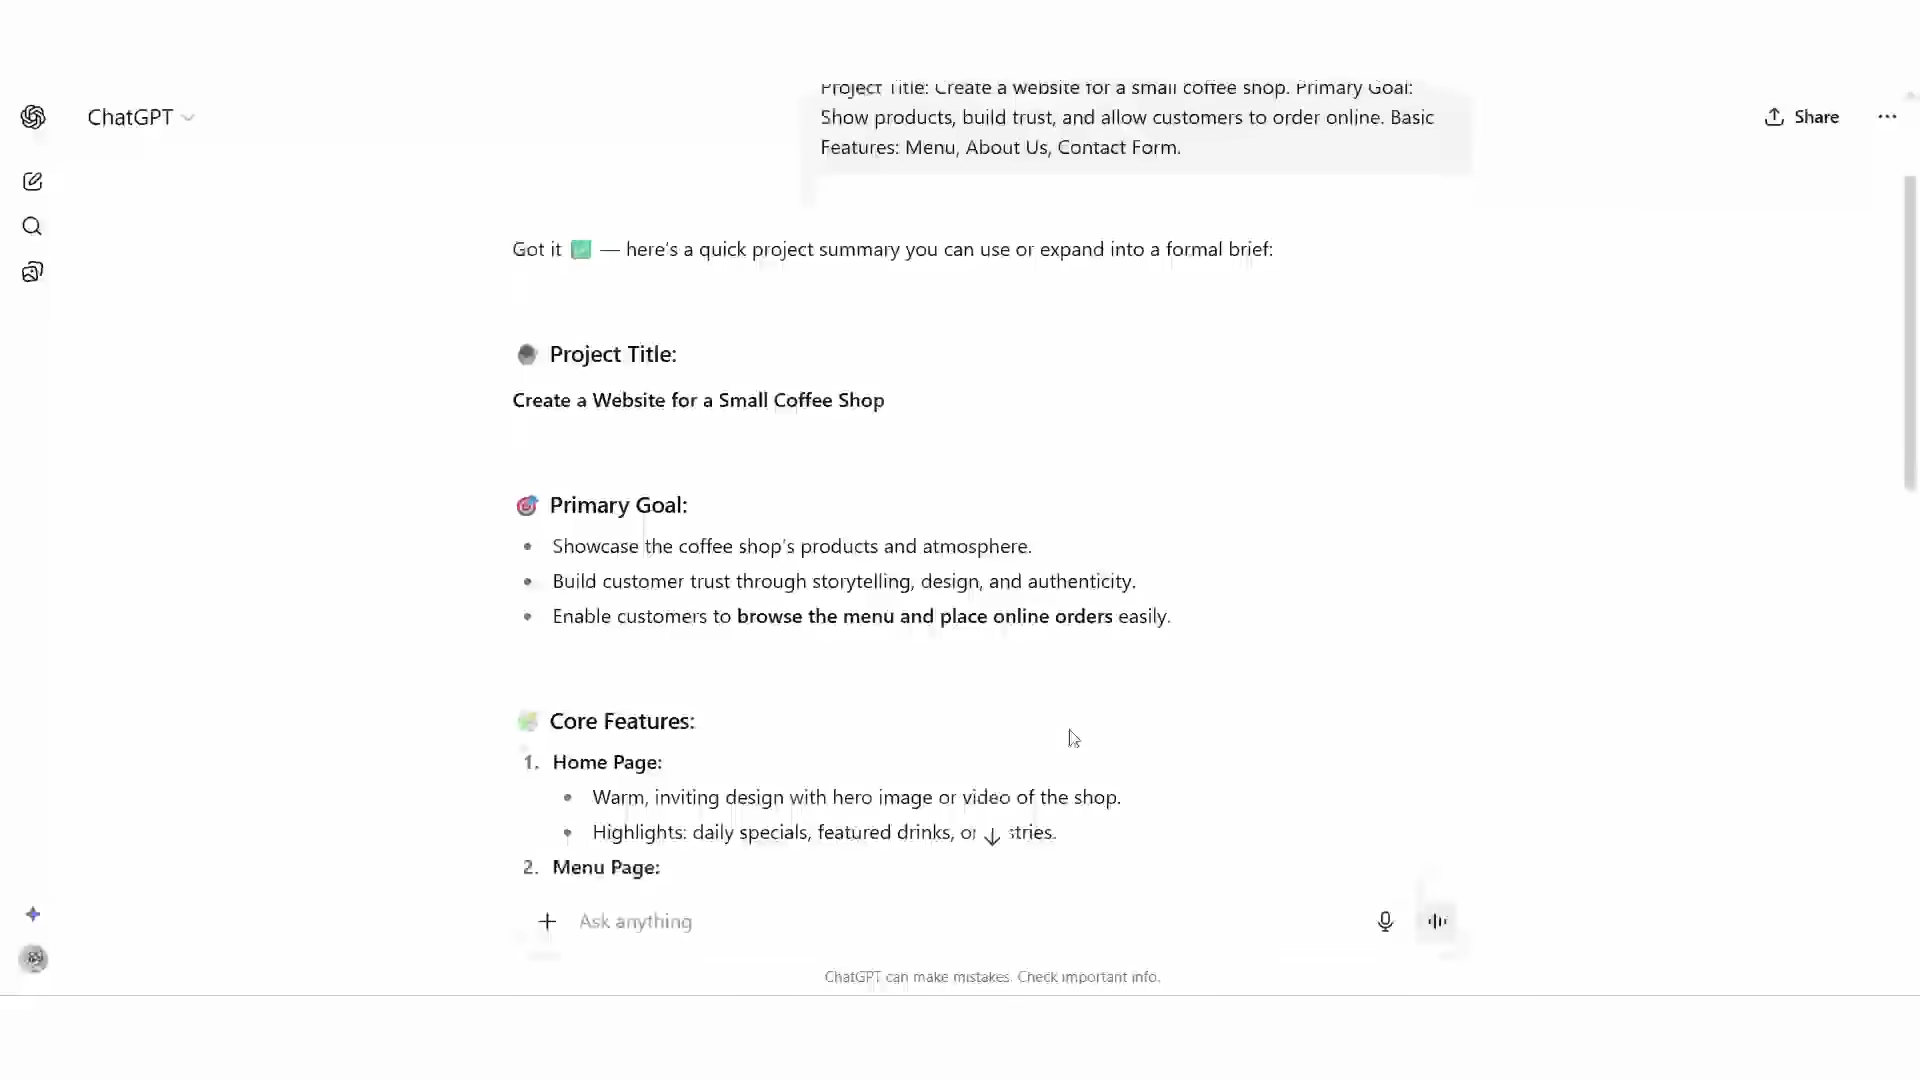 Project Title: Create a website for a small coffee shop. Primary Goal:
ChatGPT
Show products, build trust, and allow customers to order online. Basic
Share
Features: Menu, About Us, Contact Form.
Got it — here's a quick project summary you can use or expand into a formal brief:
Project Title:
Create a Website for a Small Coffee Shop
Primary Goal:
• Showcase the coffee shop's products and atmosphere.
• Build customer trust through storytelling, design, and authenticity.
• Enable customers to browse the menu and place online orders easily.
Core Features:
1. Home Page:
• Warm, inviting design with hero image or video of the shop.
• Highlights: daily specials, featured drinks,
2. Menu Page:
Ask anything
ChatGPT can make mistakes. Check important info.